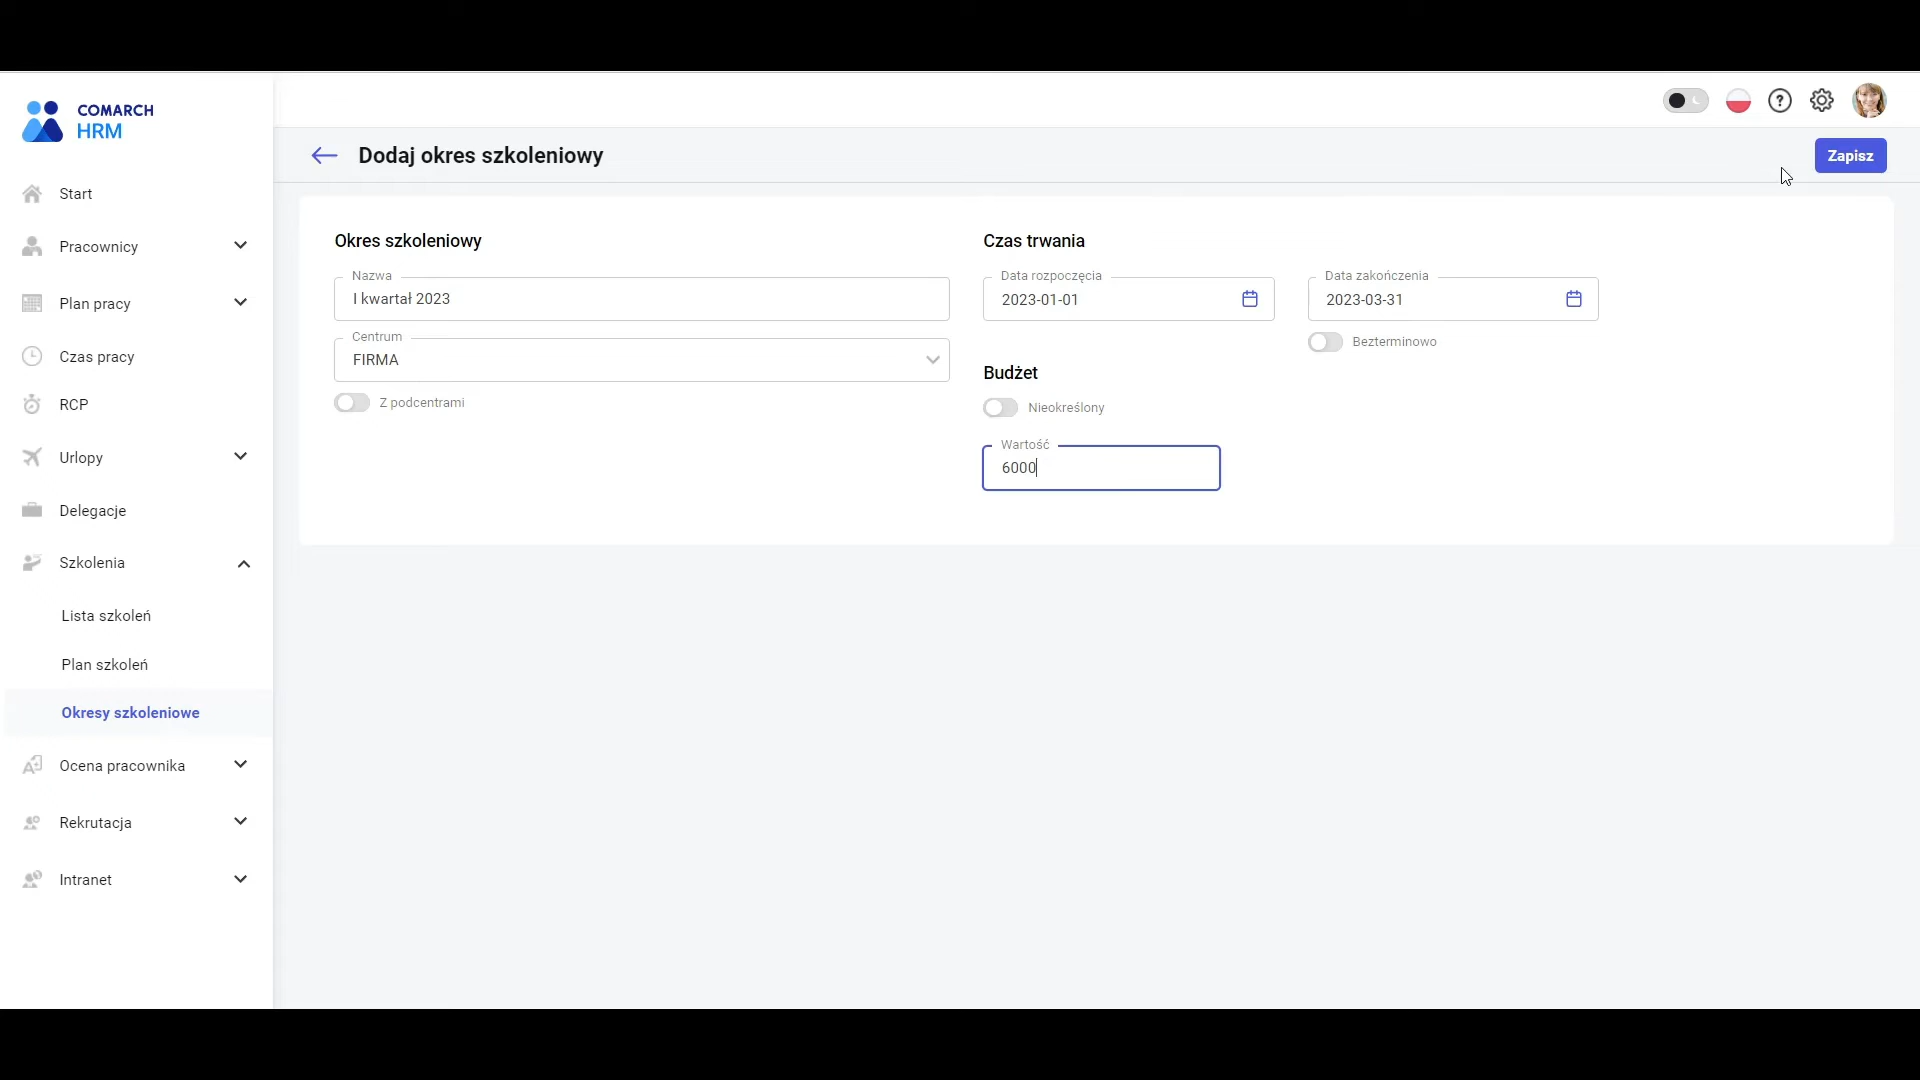 COMARCH
HRM
Start
Pracownicy
Plan pracy
Czas pracy
RCP
Urlopy
Delegacje
Szkolenia
Lista szkoleń
Plan szkoleń
Okresy szkoleniowe
Ocena pracownika
Rekrutacja
Intranet
Dodaj okres szkoleniowy
Zapisz
Okres szkoleniowy
Nazwa
I kwartał 2023
Centrum
FIRMA
Z podcentrami
Czas trwania
Data rozpoczęcia
2023-01-01
Data zakończenia
2023-03-31
Bezterminowo
Budżet
Nieokreślony
Wartość
6000